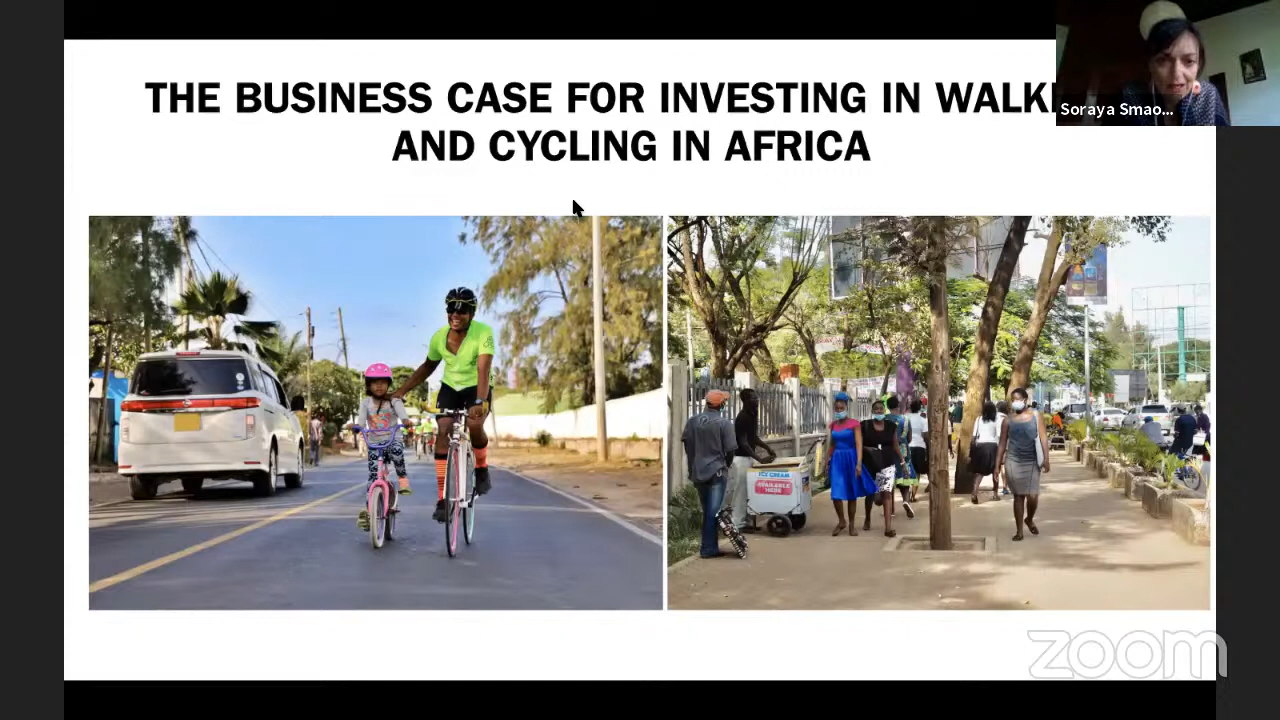 THE BUSINESS CASE FOR INVESTING IN WALK
AND CYCLING IN AFRICA
Soraya Smao...
ICE CREAM
AVAILABLE
HERE
zoom